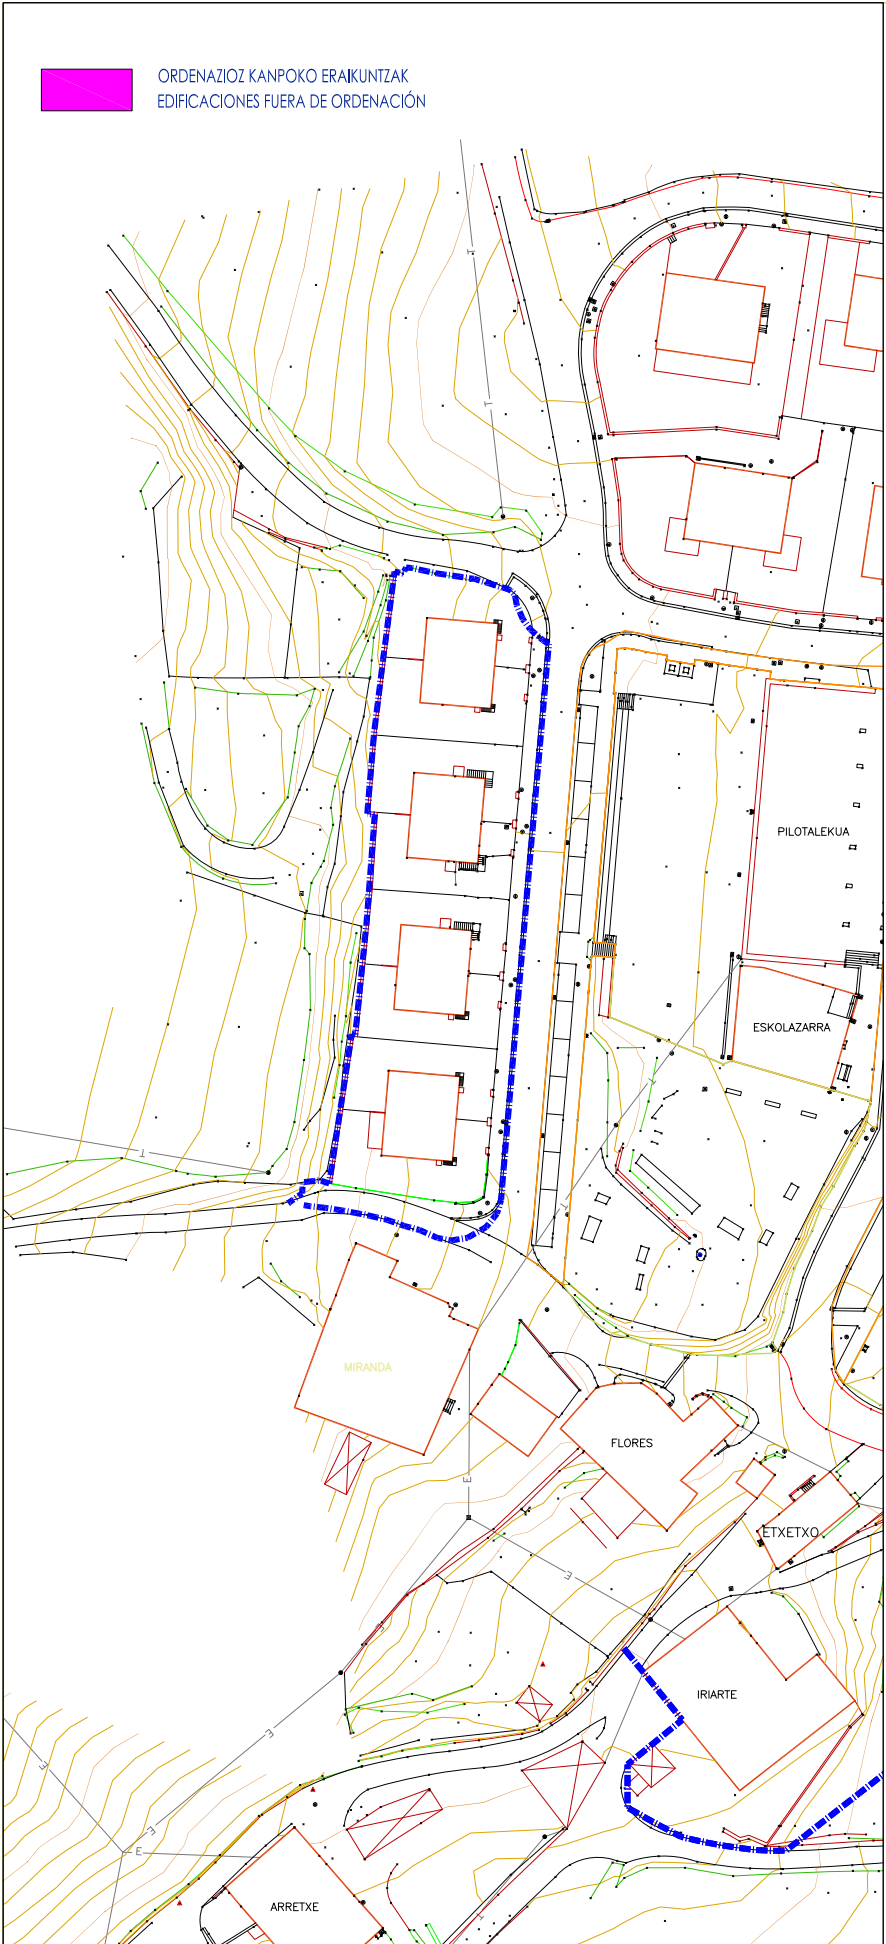 ORDENAZIOZ KANPOKO ERAIKUNTZAK
EDIFICACIONES FUERA DE ORDENACIÓN
T
T
PILOTALEKUA
ESKOLAZARRA
T
T
T
MIRANDA
FLORES
E
ETXETXO
E
E
IRIARTE
E
E
E
E
ARRETXE
T